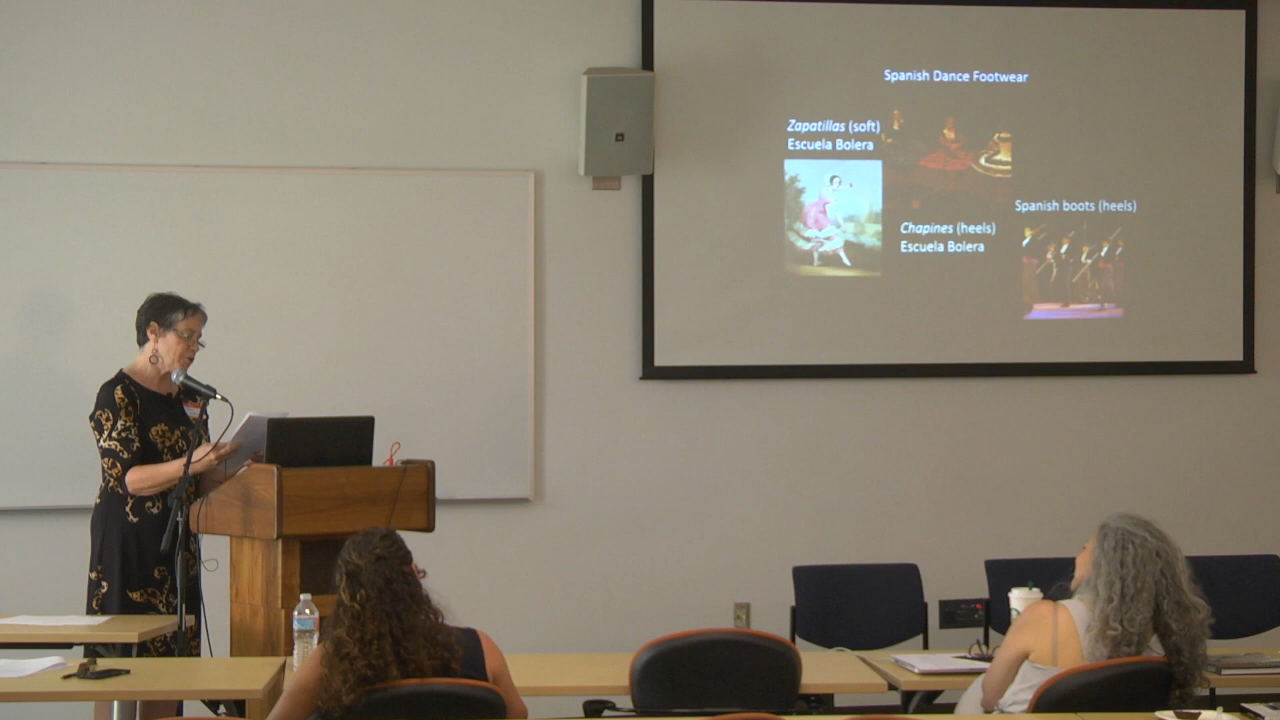 Spanish Dance Footwear
Zapatillas (soft)
Escuela Bolera
Spanish boots (heels)
Chapines (heels)
Escuela Bolera